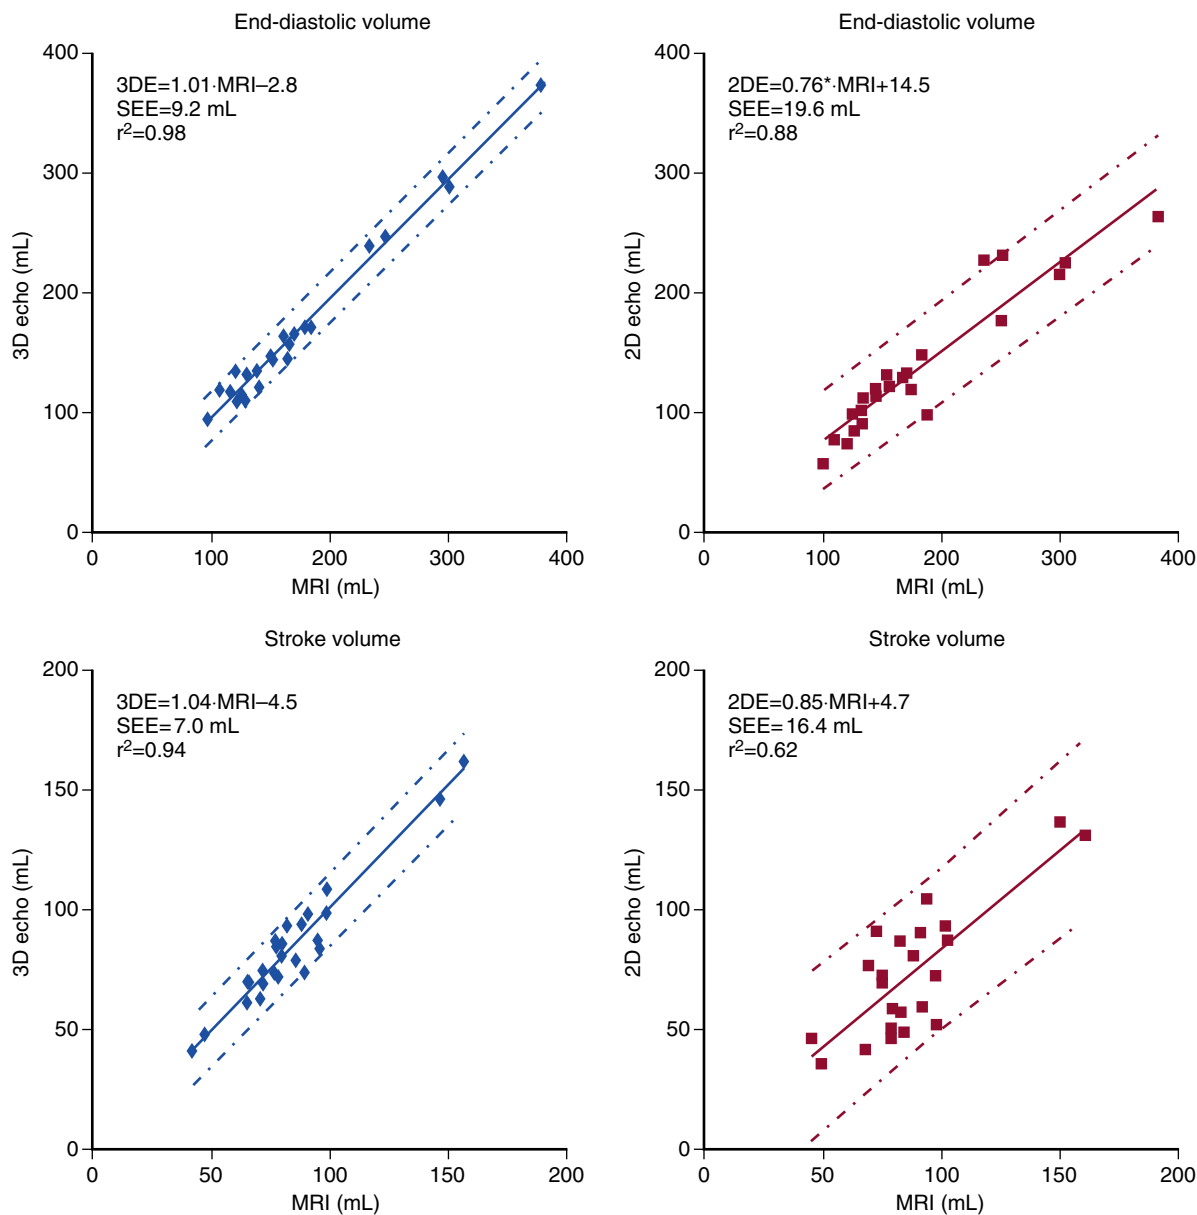 End-diastolic volume
400
300
200
100
0
3D echo (mL)
3DE=1.01·MRI–2.8
SEE=9.2 mL
r²=0.98
0 100 200 300 400
MRI (mL)
End-diastolic volume
400
300
200
100
0
2D echo (mL)
2DE=0.76*·MRI+14.5
SEE=19.6 mL
r²=0.88
0 100 200 300 400
MRI (mL)
Stroke volume
200
150
100
50
0
3D echo (mL)
3DE=1.04·MRI–4.5
SEE=7.0 mL
r²=0.94
0 50 100 150 200
MRI (mL)
Stroke volume
200
150
100
50
0
2D echo (mL)
2DE=0.85·MRI+4.7
SEE=16.4 mL
r²=0.62
0 50 100 150 200
MRI (mL)